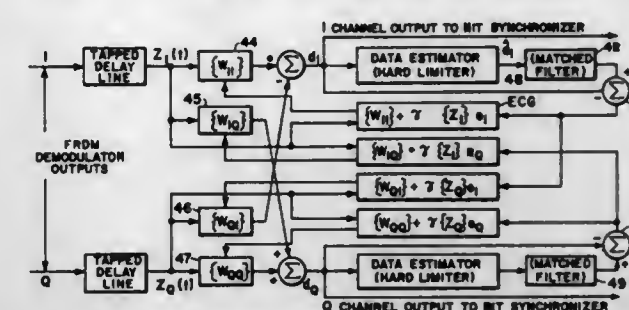 I CHANNEL OUTPUT TO BIT SYNCHRONIZER
I
TAPPED
DELAY
LINE
Z_I(t)
44
{W_II}
+
-
Σ
d_I
DATA ESTIMATOR
(HARD LIMITER)
d̂_I
48
(MATCHED
FILTER)
42
+
-
Σ
45
{W_IQ}
ECG
{W_II} + γ {Z_I} e_I
{W_IQ} + γ {Z_I} e_Q
FROM
DEMODULATOR
OUTPUTS
46
{W_QI}
{W_QI} + γ {Z_Q} e_I
{W_QQ} + γ {Z_Q} e_Q
Q
TAPPED
DELAY
LINE
Z_Q(t)
47
{W_QQ}
+
+
Σ
d_Q
DATA ESTIMATOR
(HARD LIMITER)
(MATCHED
FILTER)
49
-
+
Σ
Q CHANNEL OUTPUT TO BIT SYNCHRONIZER